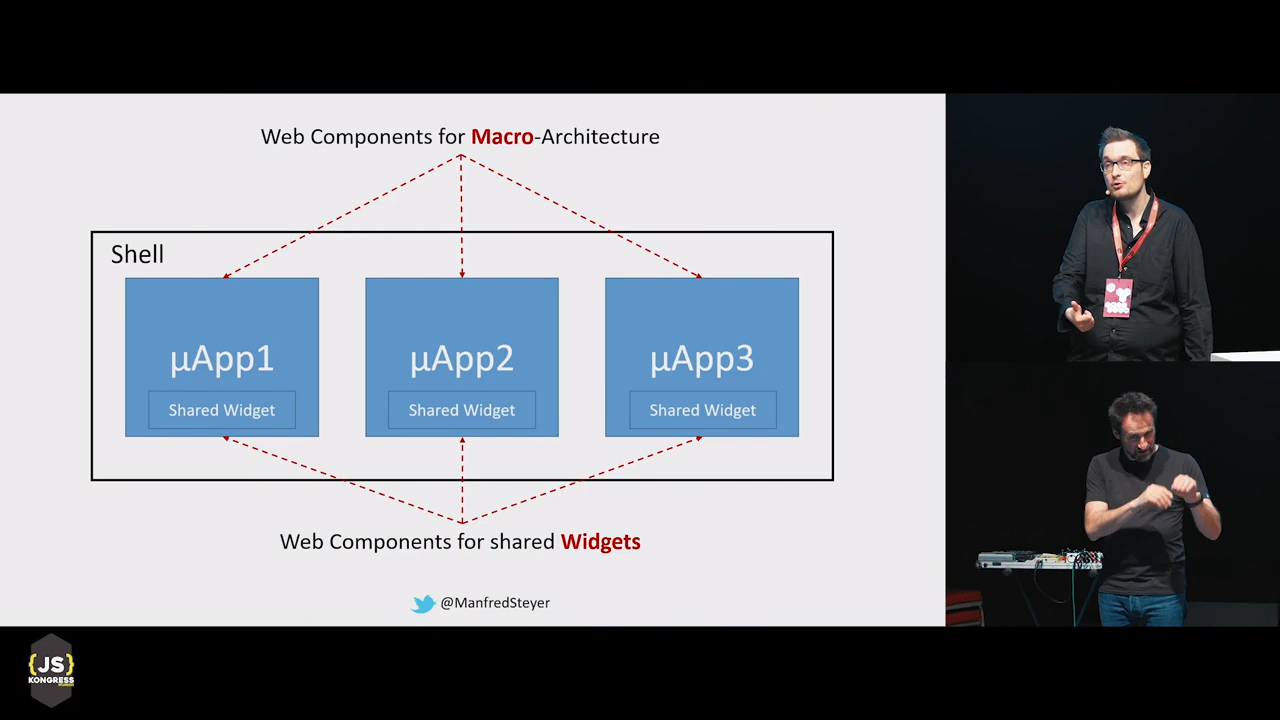 Web Components for Macro-Architecture
Shell
µApp1
µApp2
µApp3
Shared Widget
Shared Widget
Shared Widget
Web Components for shared Widgets
@ManfredSteyer
{JS}
KONGRESS